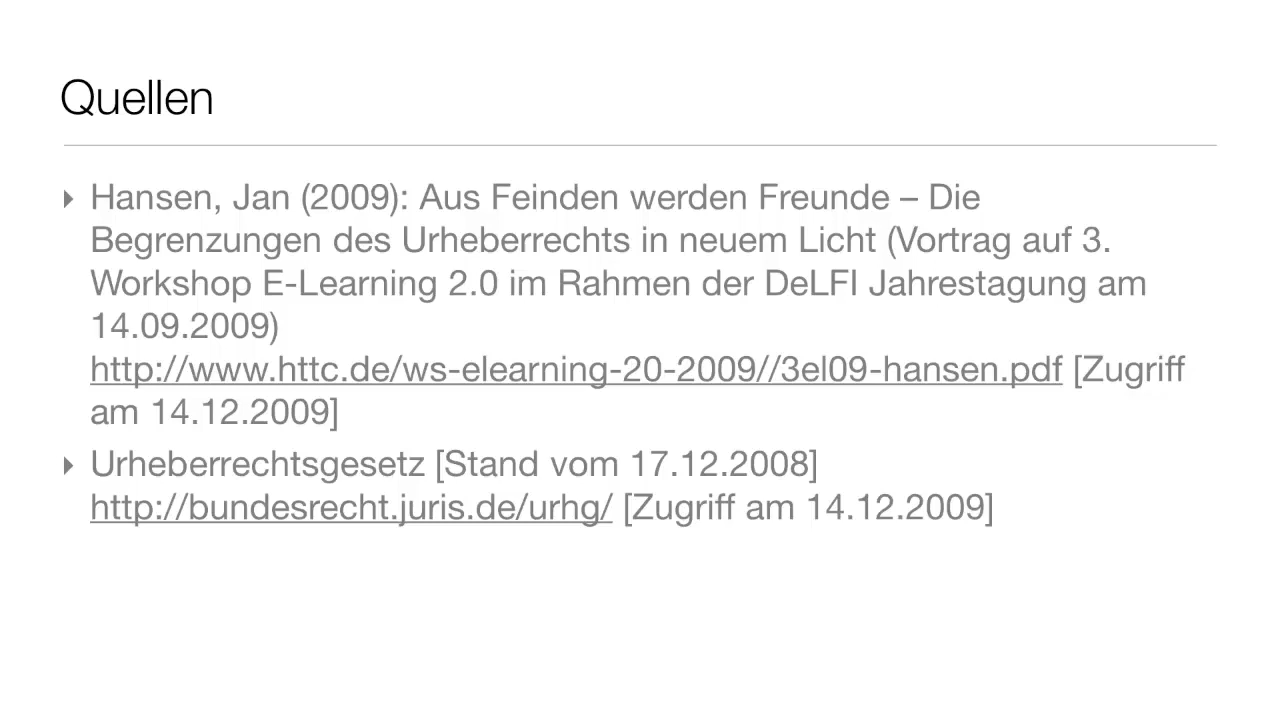 Quellen
Hansen, Jan (2009): Aus Feinden werden Freunde – Die
Begrenzungen des Urheberrechts in neuem Licht (Vortrag auf 3.
Workshop E-Learning 2.0 im Rahmen der DeLFI Jahrestagung am
14.09.2009)
http://www.httc.de/ws-elearning-20-2009//3el09-hansen.pdf [Zugriff
am 14.12.2009]
Urheberrechtsgesetz [Stand vom 17.12.2008]
http://bundesrecht.juris.de/urhg/ [Zugriff am 14.12.2009]